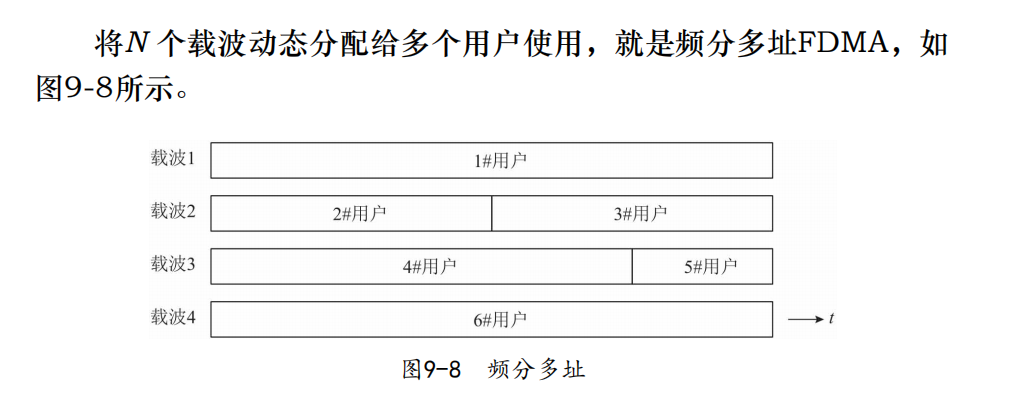 将N 个载波动态分配给多个用户使用，就是频分多址FDMA，如
图9-8所示。
载波1 1#用户
载波2 2#用户 3#用户
载波3 4#用户 5#用户
载波4 6#用户 t
图9-8 频分多址